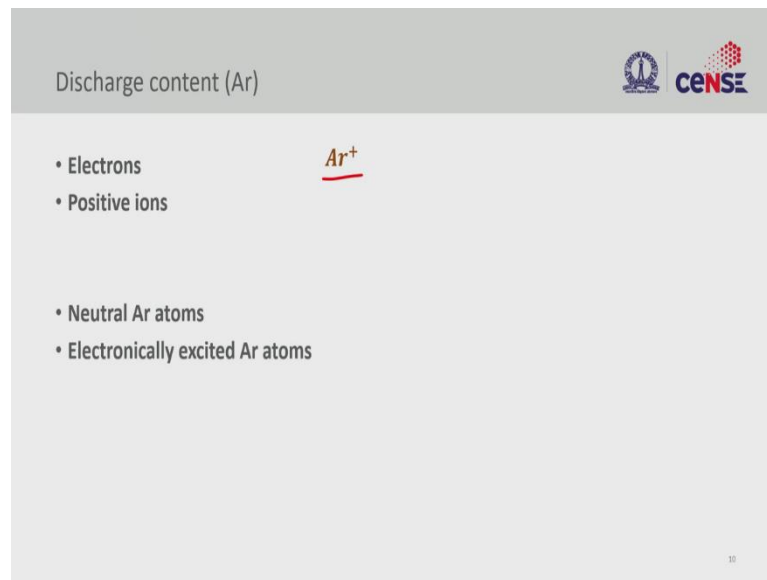 Discharge content (Ar)
CeNSE
• Electrons
Ar⁺
• Positive ions
• Neutral Ar atoms
• Electronically excited Ar atoms
10